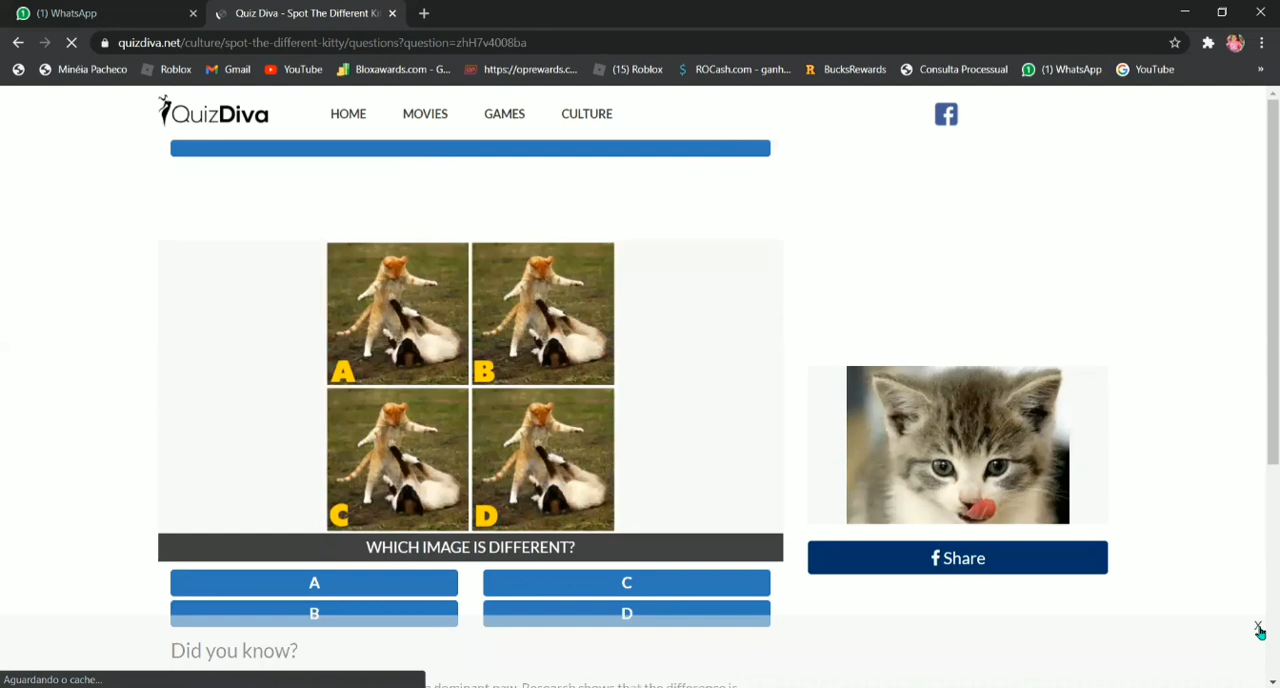 (1) WhatsApp
Quiz Diva - Spot The Different Ki
quizdiva.net/culture/spot-the-different-kitty/questions?question=zhH7v4008ba
Minéia Pacheco Roblox Gmail YouTube Bloxawards.com - G... https://oprewards.c... (15) Roblox ROCash.com - ganh... BucksRewards Consulta Processual (1) WhatsApp YouTube »
QuizDiva HOME MOVIES GAMES CULTURE
A B
C D
WHICH IMAGE IS DIFFERENT?
A C
B D
Share
Did you know?
dominant paw. Research shows that the difference is
Aguardando o cache...